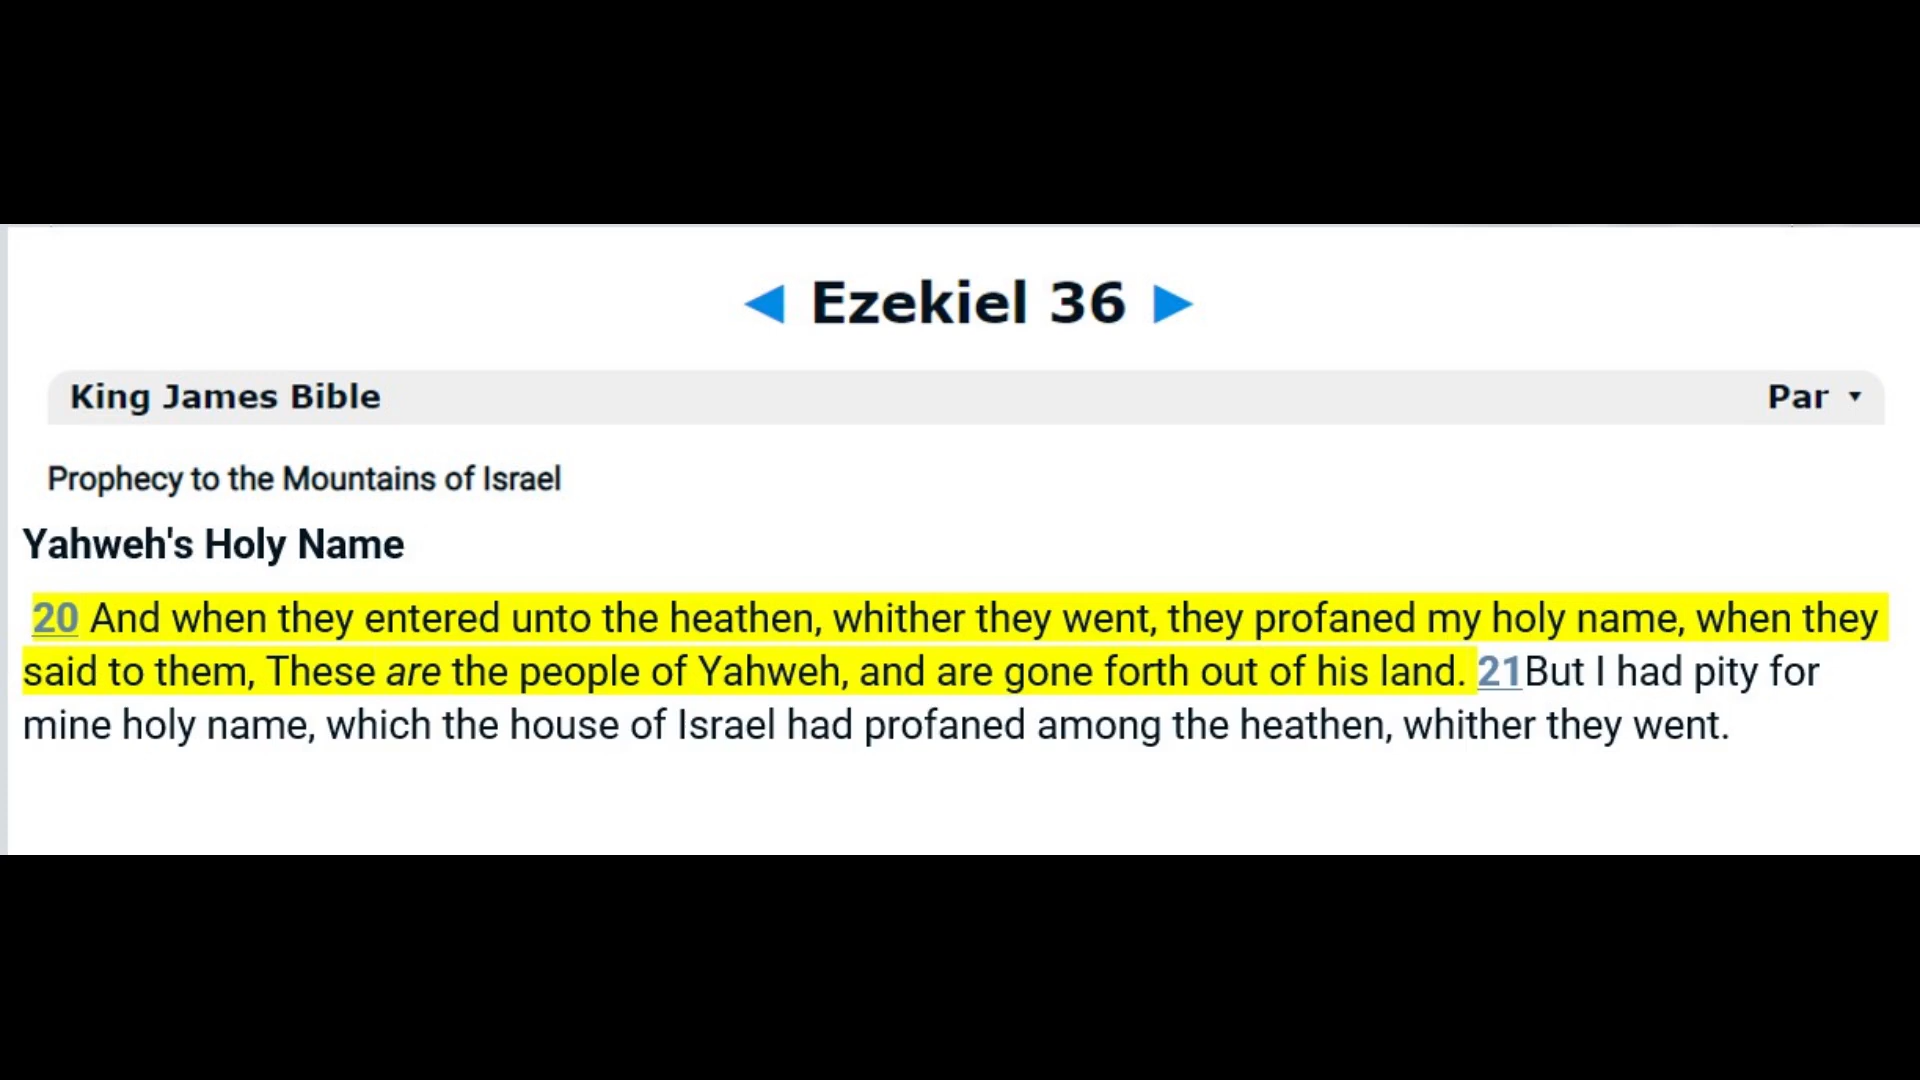 ◀ Ezekiel 36 ▶
King James Bible Par ▾
Prophecy to the Mountains of Israel
Yahweh's Holy Name
20 And when they entered unto the heathen, whither they went, they profaned my holy name, when they
said to them, These are the people of Yahweh, and are gone forth out of his land. 21But I had pity for
mine holy name, which the house of Israel had profaned among the heathen, whither they went.